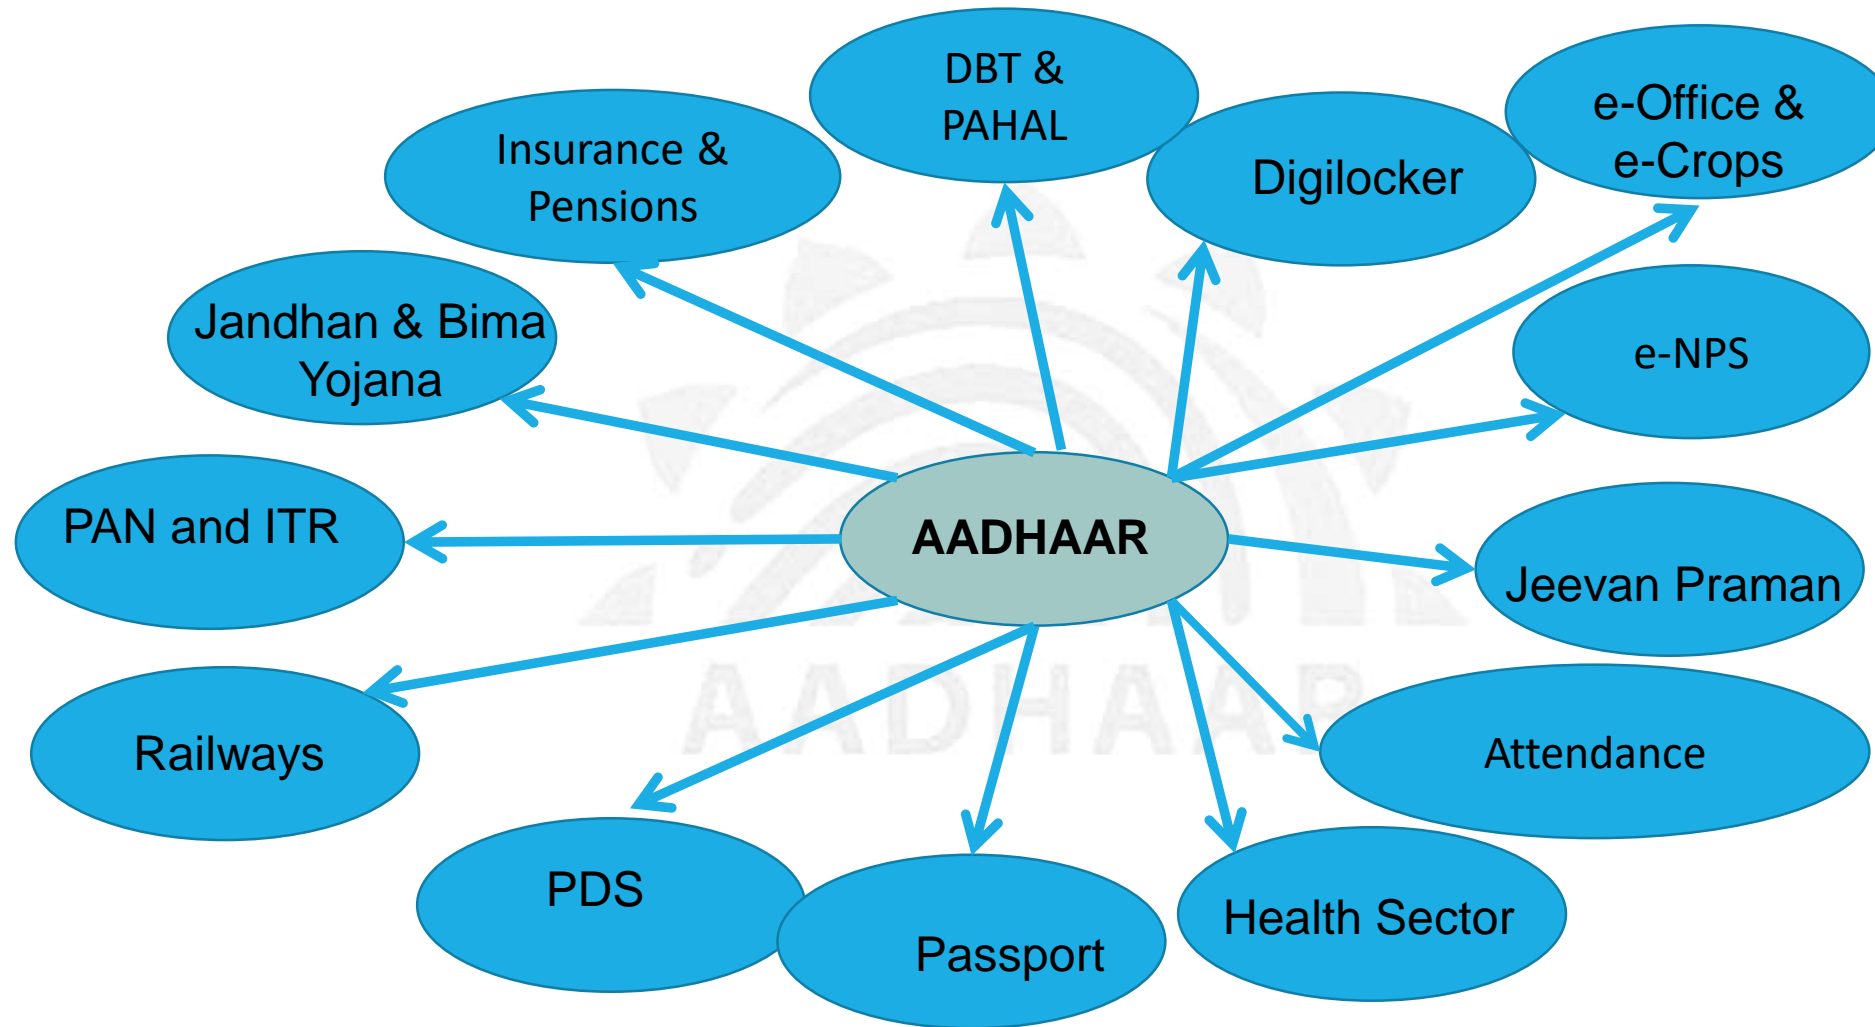 DBT &
PAHAL
e-Office &
e-Crops
Insurance &
Pensions
Digilocker
Jandhan & Bima
Yojana
e-NPS
PAN and ITR
AADHAAR
Jeevan Praman
AADHAAR
Railways
Attendance
PDS
Passport
Health Sector